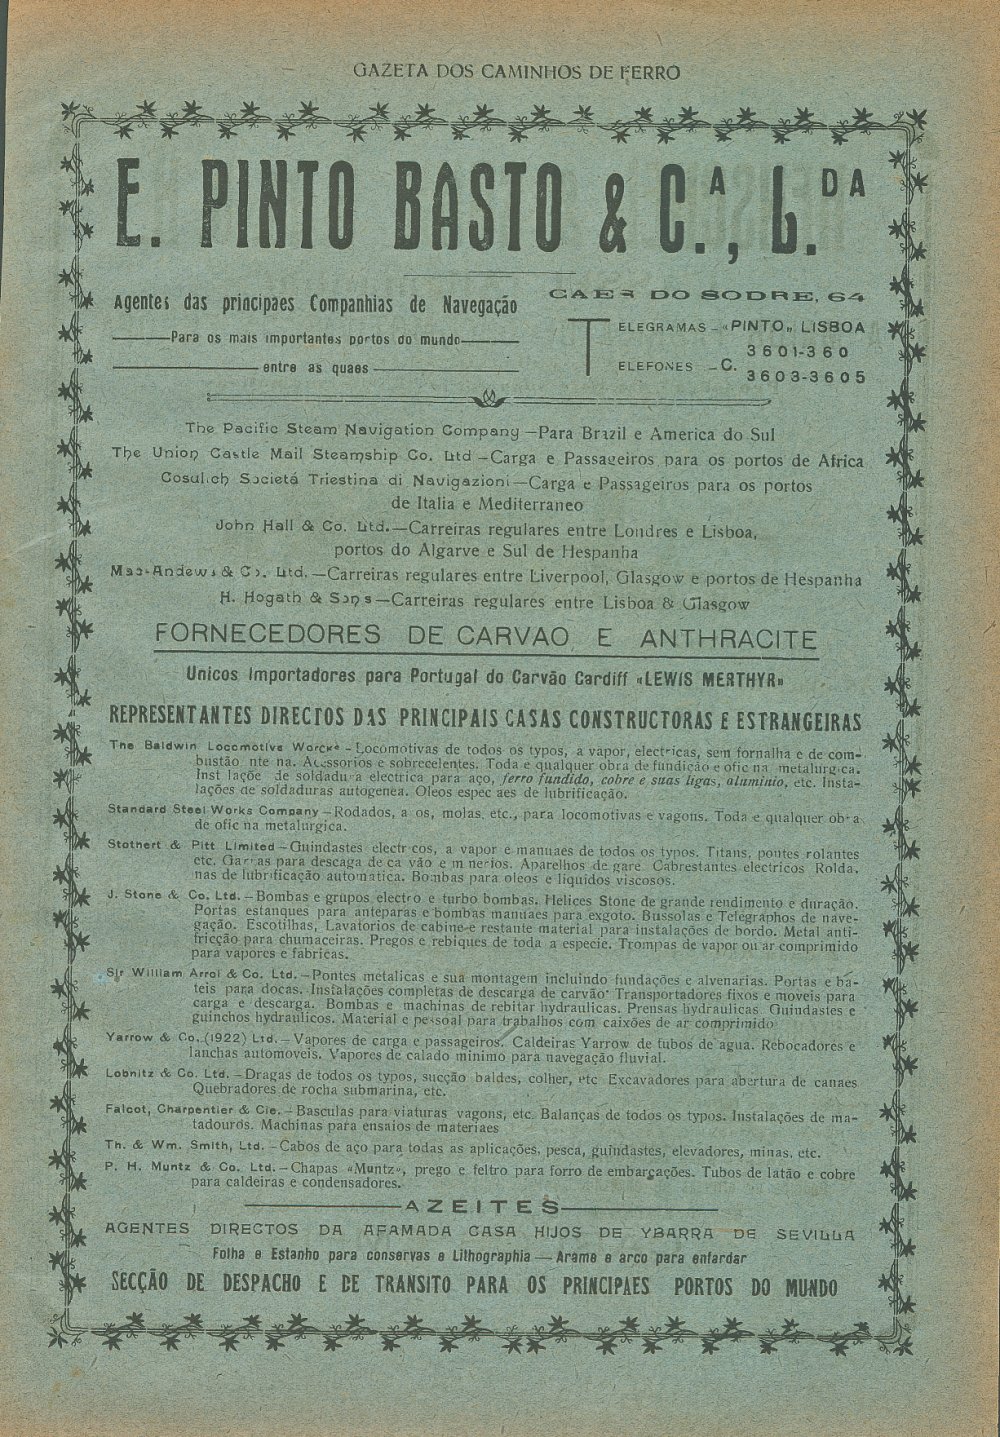 GAZETA DOS CAMINHOS DE FERRO
E. PINTO BASTO & C.A, L.DA
Agentes das principaes Companhias de Navegação
Para os mais importantes portos do mundo
entre as quaes
CAES DO SODRE, 64
TELEGRAMAS – «PINTO» LISBOA
TELEFONES – C. 3601-360
3603-3605
The Pacific Steam Navigation Company – Para Brazil e America do Sul
The Union Castle Mail Steamship Co. Ltd – Carga e Passageiros para os portos de Africa
Cosulich Societá Triestina di Navigazioni – Carga e Passageiros para os portos
de Italia e Mediterraneo
John Hall & Co. Ltd. – Carreiras regulares entre Londres e Lisboa,
portos do Algarve e Sul de Hespanha
Mac-Andews & Co. Ltd. – Carreiras regulares entre Liverpool, Glasgow e portos de Hespanha
H. Hogath & Sons – Carreiras regulares entre Lisboa & Glasgow
FORNECEDORES DE CARVAO E ANTHRACITE
Unicos Importadores para Portugal do Carvão Cardiff «LEWIS MERTHYR»
REPRESENTANTES DIRECTOS DAS PRINCIPAIS CASAS CONSTRUCTORAS E ESTRANGEIRAS
The Baldwin Locomotive Worcks – Locomotivas de todos os typos, a vapor, electricas, sem fornalha e de com-
bustão nte na. Acessorios e sobrecelentes. Toda e qualquer obra de fundição e ofic na metalurgica.
Inst lações de soldadura electrica para aço, ferro fundido, cobre e suas ligas, aluminio, etc. Insta-
lações de soldaduras autogenea. Oleos espec aes de lubrificação.
Standard Steel Works Company – Rodados, a os, molas, etc., para locomotivas e vagons. Toda e qualquer obra
de ofic na metalurgica.
Stothert & Pitt Limited – Guindastes electr cos, a vapor e manuaes de todos os typos. Titans, pontes rolantes
etc. Garras para descaga de ca vão e m nerios. Aparelhos de gare. Cabrestantes electricos Rolda,
nas de lubrificação automatica. Bombas para oleos e liquidos viscosos.
J. Stone & Co. Ltd. – Bombas e grupos electro e turbo bombas. Helices Stone de grande rendimento e duração.
Portas estanques para anteparas e bombas manuaes para exgoto. Bussolas e Telegraphos de nave-
gação. Escotilhas, Lavatorios de cabine e restante material para instalações de bordo. Metal anti-
fricção para chumaceiras. Pregos e rebiques de toda a especie. Trompas de vapor ou ar comprimido
para vapores e fabricas.
Sir William Arrol & Co. Ltd. – Pontes metalicas e sua montagem incluindo fundações e alvenarias. Portas e ba-
teis para docas. Instalações completas de descarga de carvão. Transportadores fixos e moveis para
carga e descarga. Bombas e machinas de rebitar hydraulicas. Prensas hydraulicas. Guindastes e
guinchos hydraulicos. Material e pessoal para trabalhos com caixões de ar comprimido
Yarrow & Co. (1922) Ltd. – Vapores de carga e passageiros. Caldeiras Yarrow de tubos de agua. Rebocadores e
lanchas automoveis. Vapores de calado minimo para navegação fluvial.
Lobnitz & Co. Ltd. – Dragas de todos os typos, sucção baldes, colher, etc Excavadores para abertura de canaes
Quebradores de rocha submarina, etc.
Falcot, Charpentier & Cie. – Basculas para viaturas vagons, etc. Balanças de todos os typos. Instalações de ma-
tadouros. Machinas para ensaios de materiaes
Th. & Wm. Smith, Ltd. – Cabos de aço para todas as aplicações, pesca, guindastes, elevadores, minas, etc.
P. H. Muntz & Co. Ltd. – Chapas «Muntz», prego e feltro para forro de embarcações. Tubos de latão e cobre
para caldeiras e condensadores.
AZEITES
AGENTES DIRECTOS DA AFAMADA CASA HIJOS DE YBARRA DE SEVILLA
Folha e Estanho para conservas e Lithographia — Arame e arco para enfardar
SECÇÃO DE DESPACHO E DE TRANSITO PARA OS PRINCIPAES PORTOS DO MUNDO